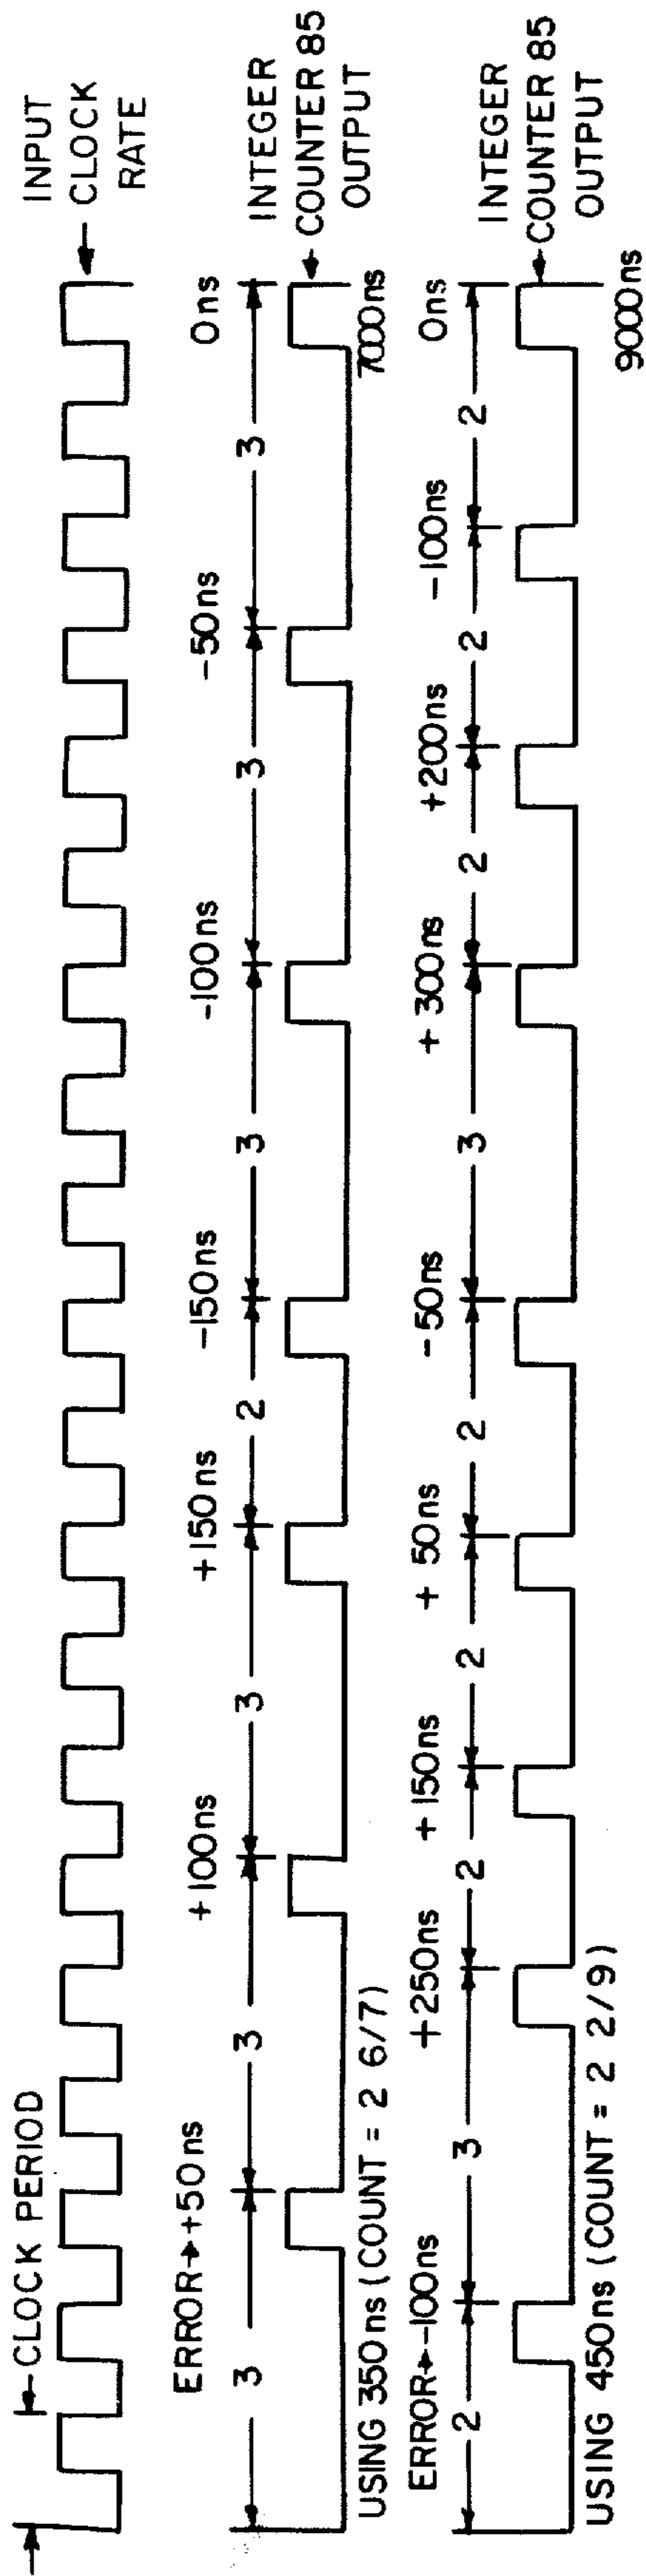 CLOCK PERIOD
INPUT
CLOCK
RATE
ERROR +50ns
+100ns
+150ns
-150ns
-100ns
-50ns
0ns
3
3
3
2
3
3
3
INTEGER
COUNTER 85
OUTPUT
7000ns
USING 350ns (COUNT = 2 6/7)
ERROR -100ns
+250ns
+150ns
+ 50ns
-50ns
+ 300ns
+200ns
-100ns
0ns
2
3
2
2
2
3
2
2
2
INTEGER
COUNTER 85
OUTPUT
9000ns
USING 450ns (COUNT = 2 2/9)